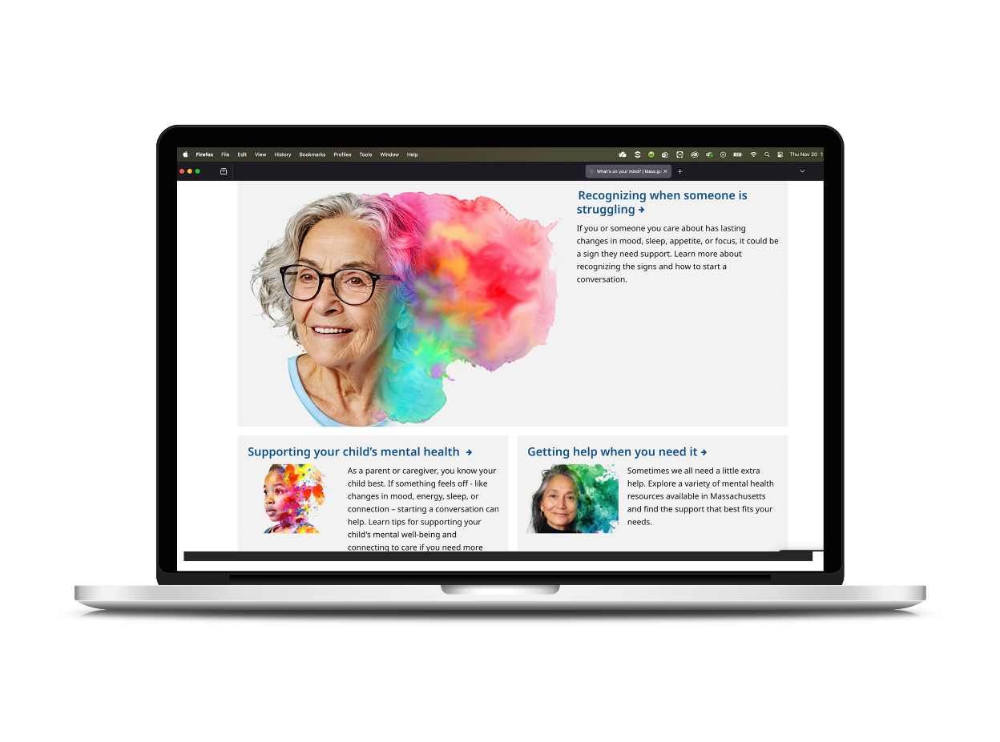 Firefox File Edit View History Bookmarks Profiles Tools Window Help Thu Nov 20 1
What's on your mind? | Mass.go
Recognizing when someone is
struggling →
If you or someone you care about has lasting
changes in mood, sleep, appetite, or focus, it could be
a sign they need support. Learn more about
recognizing the signs and how to start a
conversation.
Supporting your child’s mental health →
As a parent or caregiver, you know your
child best. If something feels off - like
changes in mood, energy, sleep, or
connection – starting a conversation can
help. Learn tips for supporting your
child's mental well-being and
connecting to care if you need more
Getting help when you need it →
Sometimes we all need a little extra
help. Explore a variety of mental health
resources available in Massachusetts
and find the support that best fits your
needs.